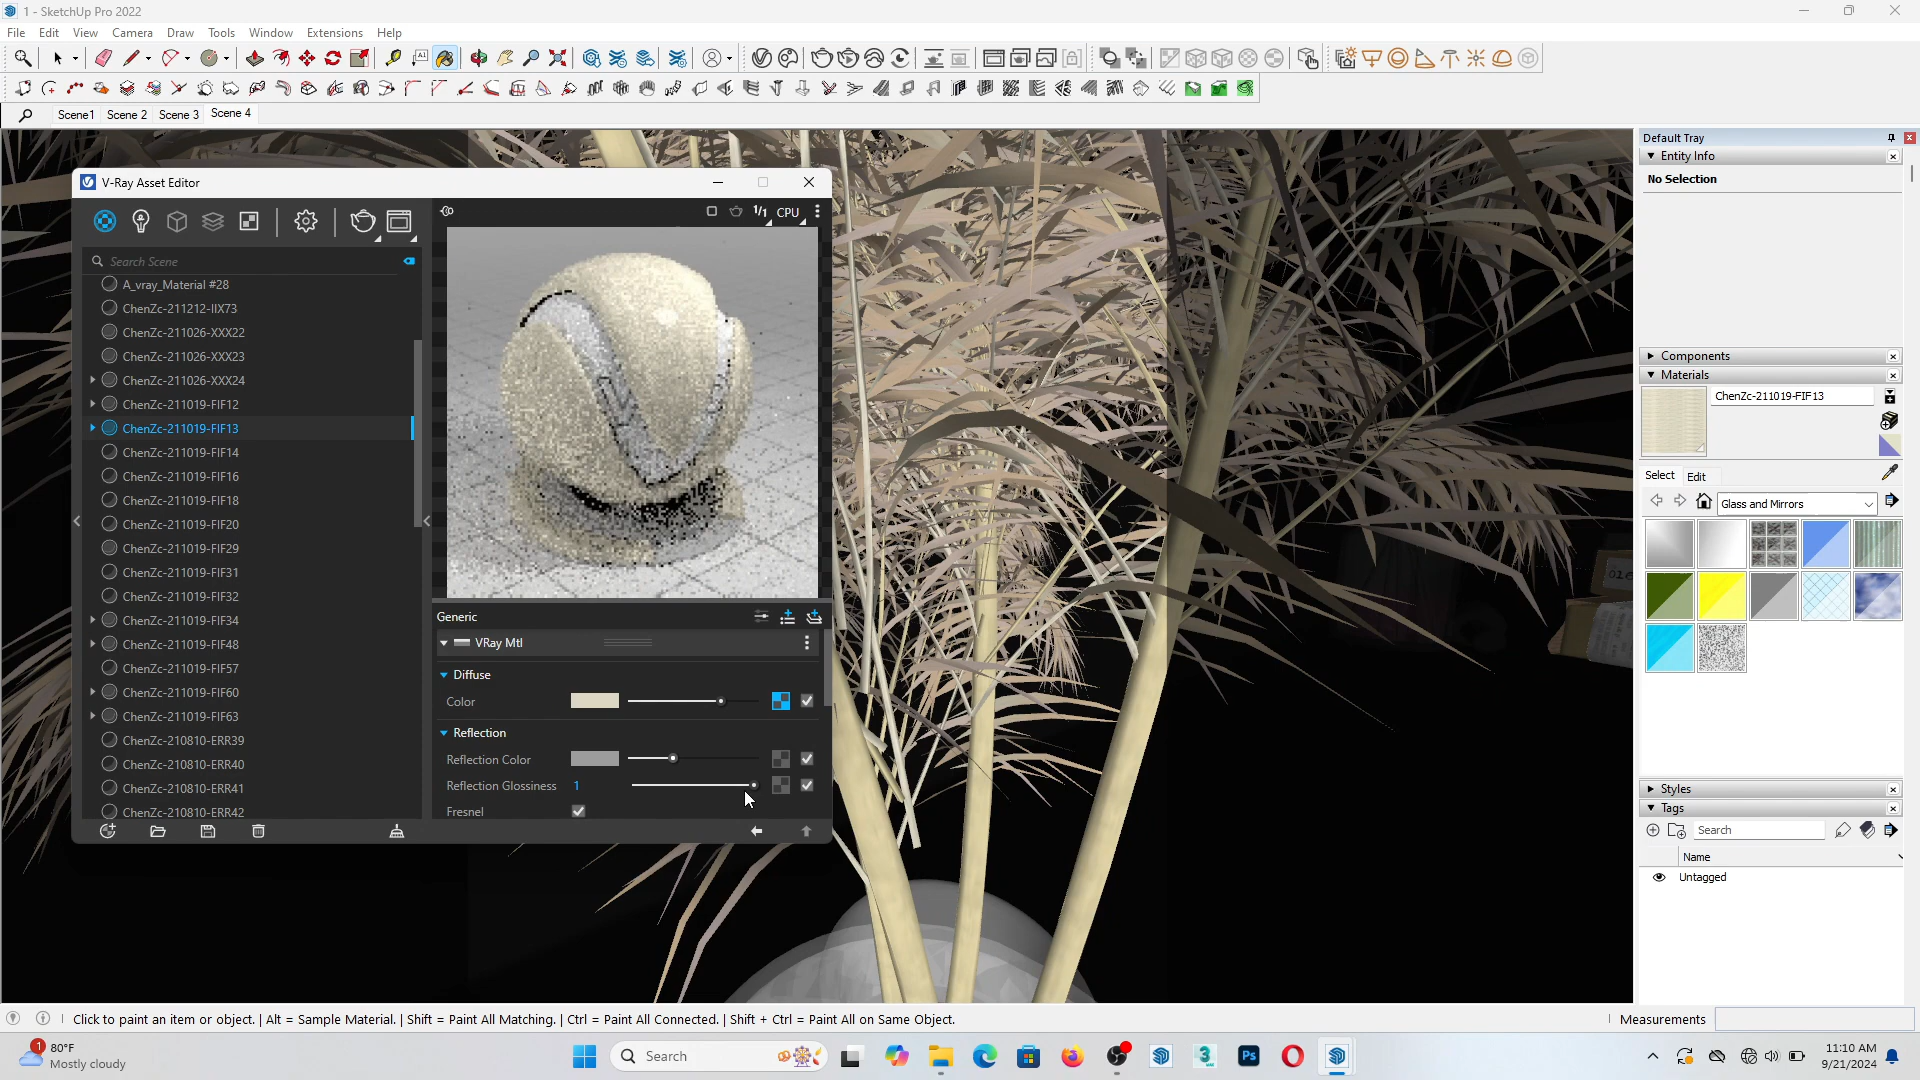 1 - SketchUp Pro 2022
File Edit View Camera Draw Tools Window Extensions Help
Scene1 Scene 2 Scene 3 Scene 4
V-Ray Asset Editor
1/1 CPU
Search Scene
A_vray_Material #28
ChenZc-211212-IIX73
ChenZc-211026-XXX22
ChenZc-211026-XXX23
ChenZc-211026-XXX24
ChenZc-211019-FIF12
ChenZc-211019-FIF13
ChenZc-211019-FIF14
ChenZc-211019-FIF16
ChenZc-211019-FIF18
ChenZc-211019-FIF20
ChenZc-211019-FIF29
ChenZc-211019-FIF31
ChenZc-211019-FIF32
ChenZc-211019-FIF34
ChenZc-211019-FIF48
ChenZc-211019-FIF57
ChenZc-211019-FIF60
ChenZc-211019-FIF63
ChenZc-210810-ERR39
ChenZc-210810-ERR40
ChenZc-210810-ERR41
ChenZc-210810-ERR42
Generic
VRay Mtl
Diffuse
Color
Reflection
Reflection Color
Reflection Glossiness 1
Fresnel
Default Tray
Entity Info
No Selection
Components
Materials
ChenZc-211019-FIF13
Select Edit
Glass and Mirrors
Styles
Tags
Search
Name
Untagged
Click to paint an item or object. | Alt = Sample Material. | Shift = Paint All Matching. | Ctrl = Paint All Connected. | Shift + Ctrl = Paint All on Same Object.
Measurements
1
80°F
Mostly cloudy
Search
3
Ps
11:10 AM
9/21/2024